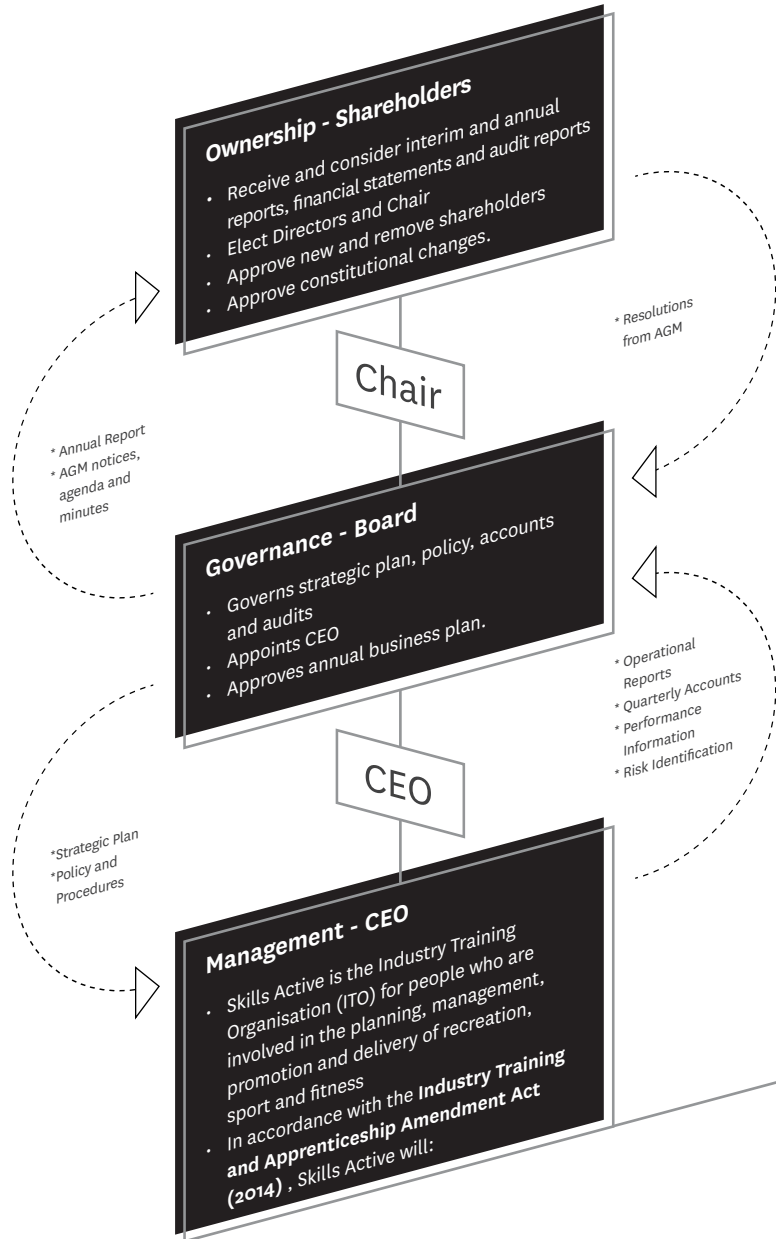 Ownership - Shareholders
• Receive and consider interim and annual
reports, financial statements and audit reports
• Elect Directors and Chair
• Approve new and remove shareholders
• Approve constitutional changes.
* Resolutions
from AGM
Chair
* Annual Report
* AGM notices,
agenda and
minutes
Governance - Board
• Governs strategic plan, policy, accounts
and audits
• Appoints CEO
• Approves annual business plan.
* Operational
Reports
* Quarterly Accounts
* Performance
Information
* Risk Identification
CEO
*Strategic Plan
*Policy and
Procedures
Management - CEO
• Skills Active is the Industry Training
Organisation (ITO) for people who are
involved in the planning, management,
promotion and delivery of recreation,
sport and fitness
• In accordance with the Industry Training
and Apprenticeship Amendment Act
(2014) , Skills Active will: